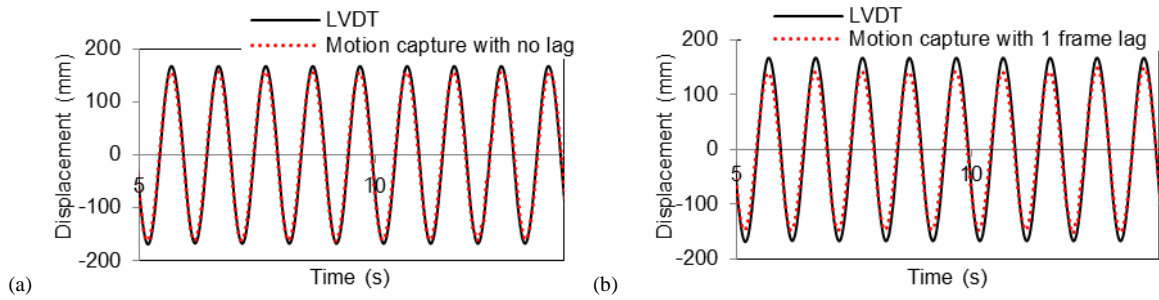 LVDT
Motion capture with no lag
200
100
0
-100
-200
5
10
Displacement (mm)
Time (s)
(a)
LVDT
Motion capture with 1 frame lag
200
100
0
-100
-200
5
10
Displacement (mm)
Time (s)
(b)